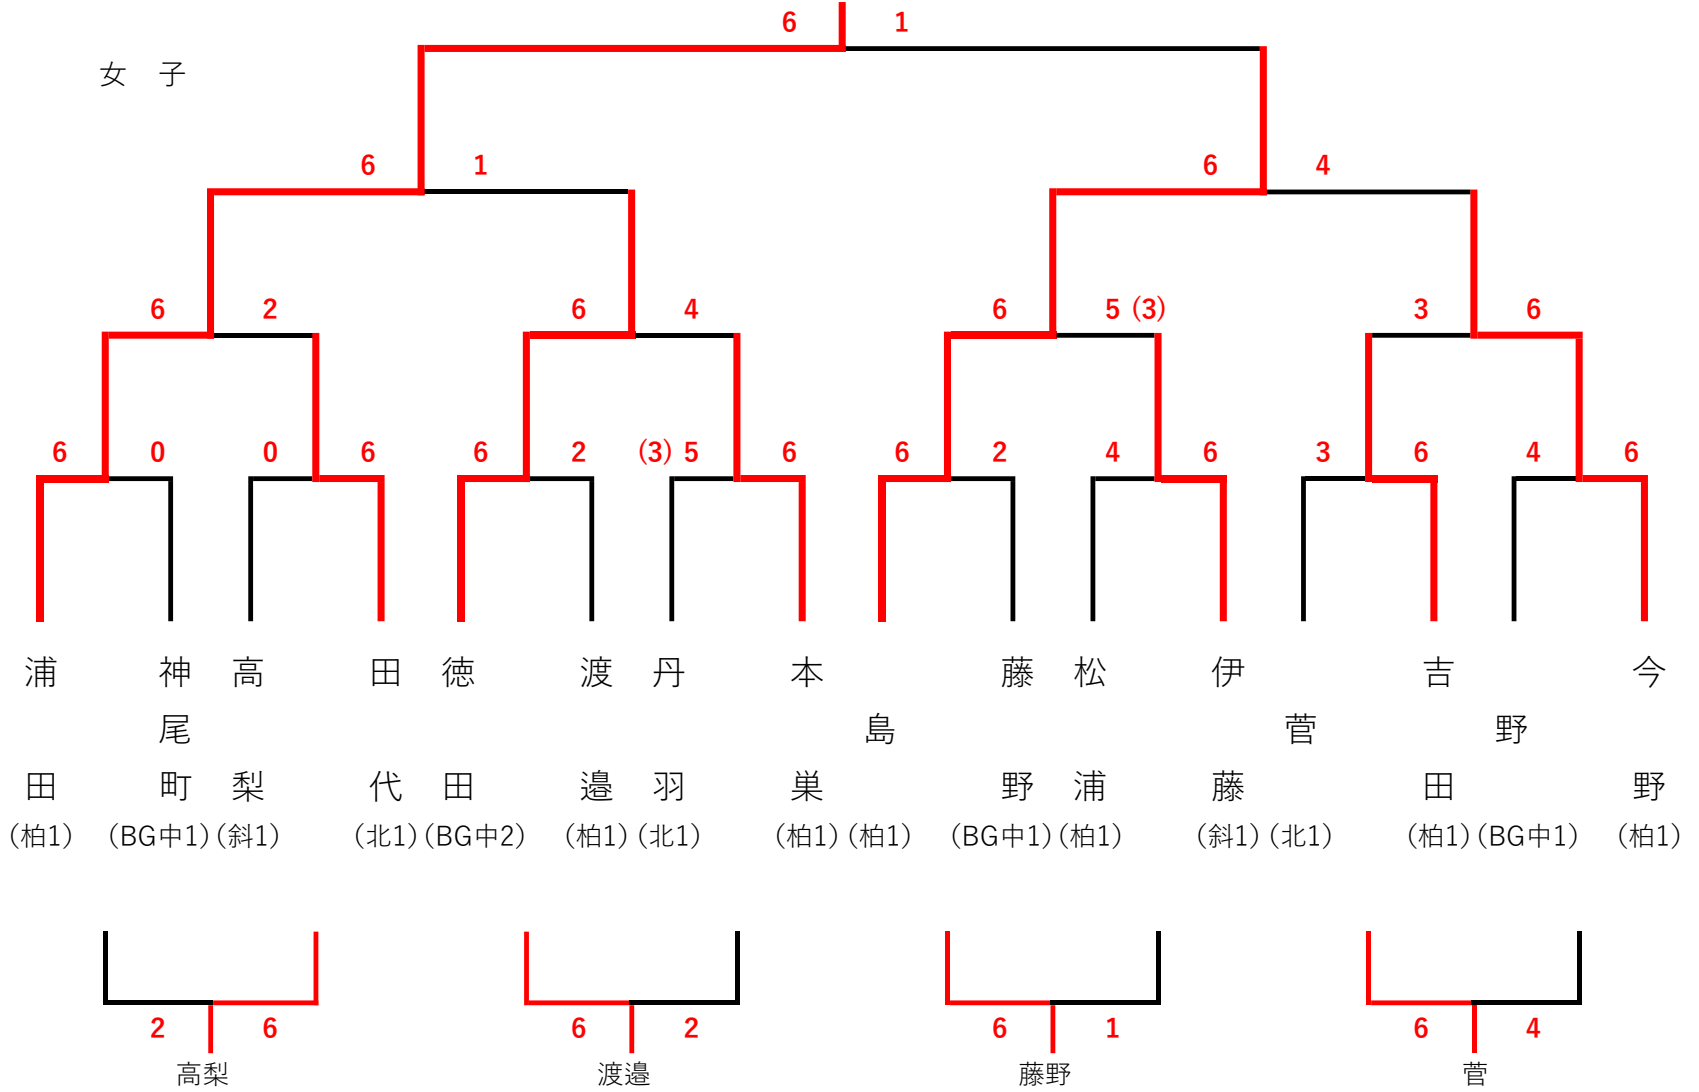 6 1
女 子
6 1 6 4
6 2 6 4 6 5 (3) 3 6
6 0 0 6 6 2 (3) 5 6 6 2 4 6 3 6 4 6
浦田 神尾町 高梨 田代 徳田 渡邉 丹羽 本巣 島 藤野 松浦 伊藤 菅 吉田 野 今野
(柏1) (BG中1) (斜1) (北1) (BG中2) (柏1) (北1) (柏1) (柏1) (BG中1) (柏1) (斜1) (北1) (柏1) (BG中1) (柏1)
2 6 6 2 6 1 6 4
高梨 渡邉 藤野 菅